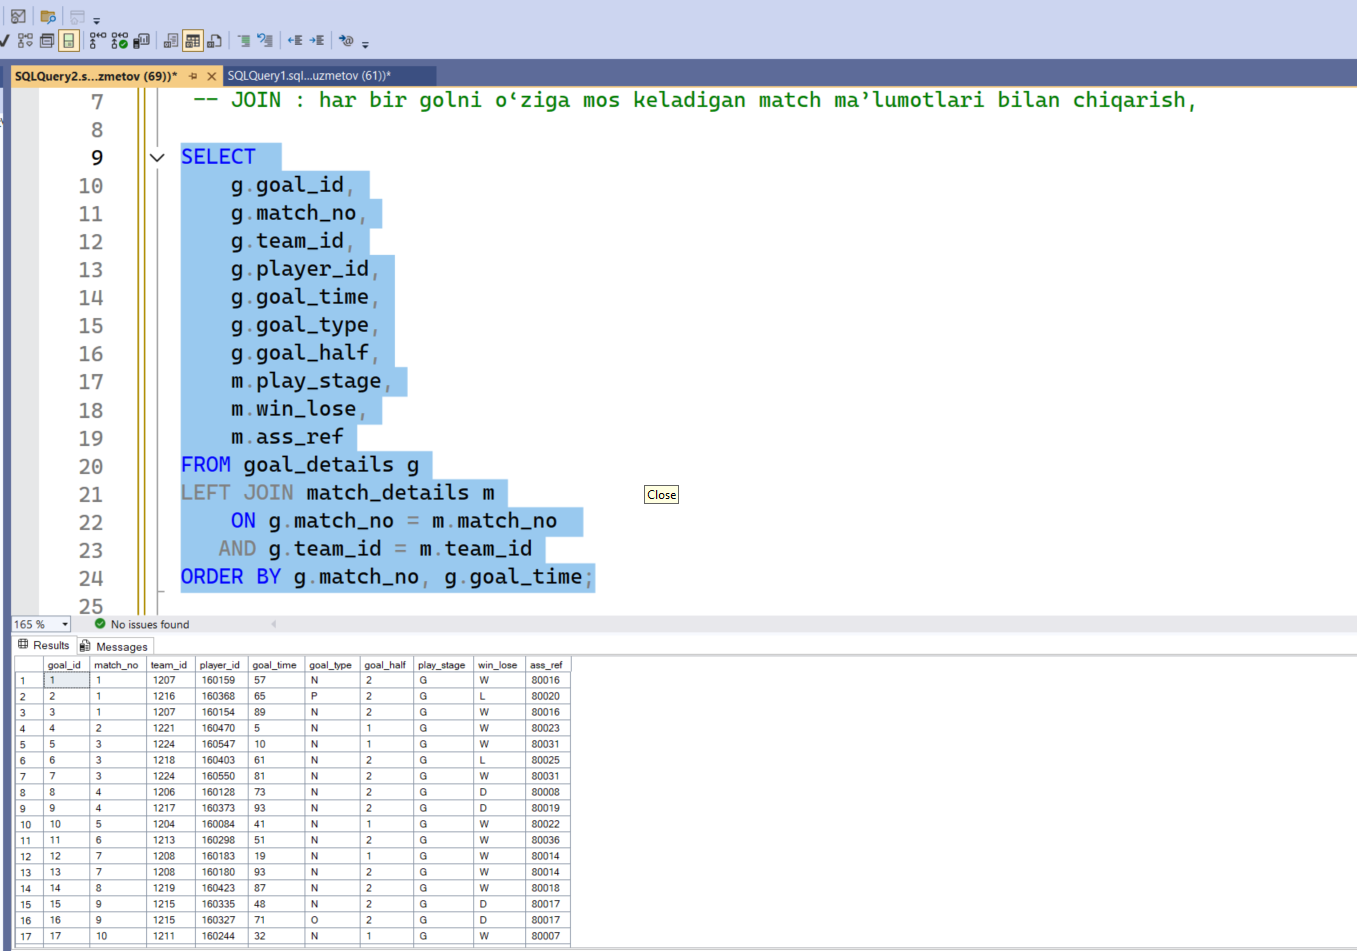 SQLQuery2.s...zmetov (69))*
SQLQuery1.sql...uzmetov (61))*
7 -- JOIN : har bir golni o‘ziga mos keladigan match ma’lumotlari bilan chiqarish,
8
9 SELECT
10 g.goal_id,
11 g.match_no,
12 g.team_id,
13 g.player_id,
14 g.goal_time,
15 g.goal_type,
16 g.goal_half,
17 m.play_stage,
18 m.win_lose,
19 m.ass_ref
20 FROM goal_details g
21 LEFT JOIN match_details m
22 ON g.match_no = m.match_no
23 AND g.team_id = m.team_id
24 ORDER BY g.match_no, g.goal_time;
25
Close
165 % No issues found
Results Messages
goal_id match_no team_id player_id goal_time goal_type goal_half play_stage win_lose ass_ref
1 1 1 1207 160159 57 N 2 G W 80016
2 2 1 1216 160368 65 P 2 G L 80020
3 3 1 1207 160154 89 N 2 G W 80016
4 4 2 1221 160470 5 N 1 G W 80023
5 5 3 1224 160547 10 N 1 G W 80031
6 6 3 1218 160403 61 N 2 G L 80025
7 7 3 1224 160550 81 N 2 G W 80031
8 8 4 1206 160128 73 N 2 G D 80008
9 9 4 1217 160373 93 N 2 G D 80019
10 10 5 1204 160084 41 N 1 G W 80022
11 11 6 1213 160298 51 N 2 G W 80036
12 12 7 1208 160183 19 N 1 G W 80014
13 13 7 1208 160180 93 N 2 G W 80014
14 14 8 1219 160423 87 N 2 G W 80018
15 15 9 1215 160335 48 N 2 G D 80017
16 16 9 1215 160327 71 O 2 G D 80017
17 17 10 1211 160244 32 N 1 G W 80007